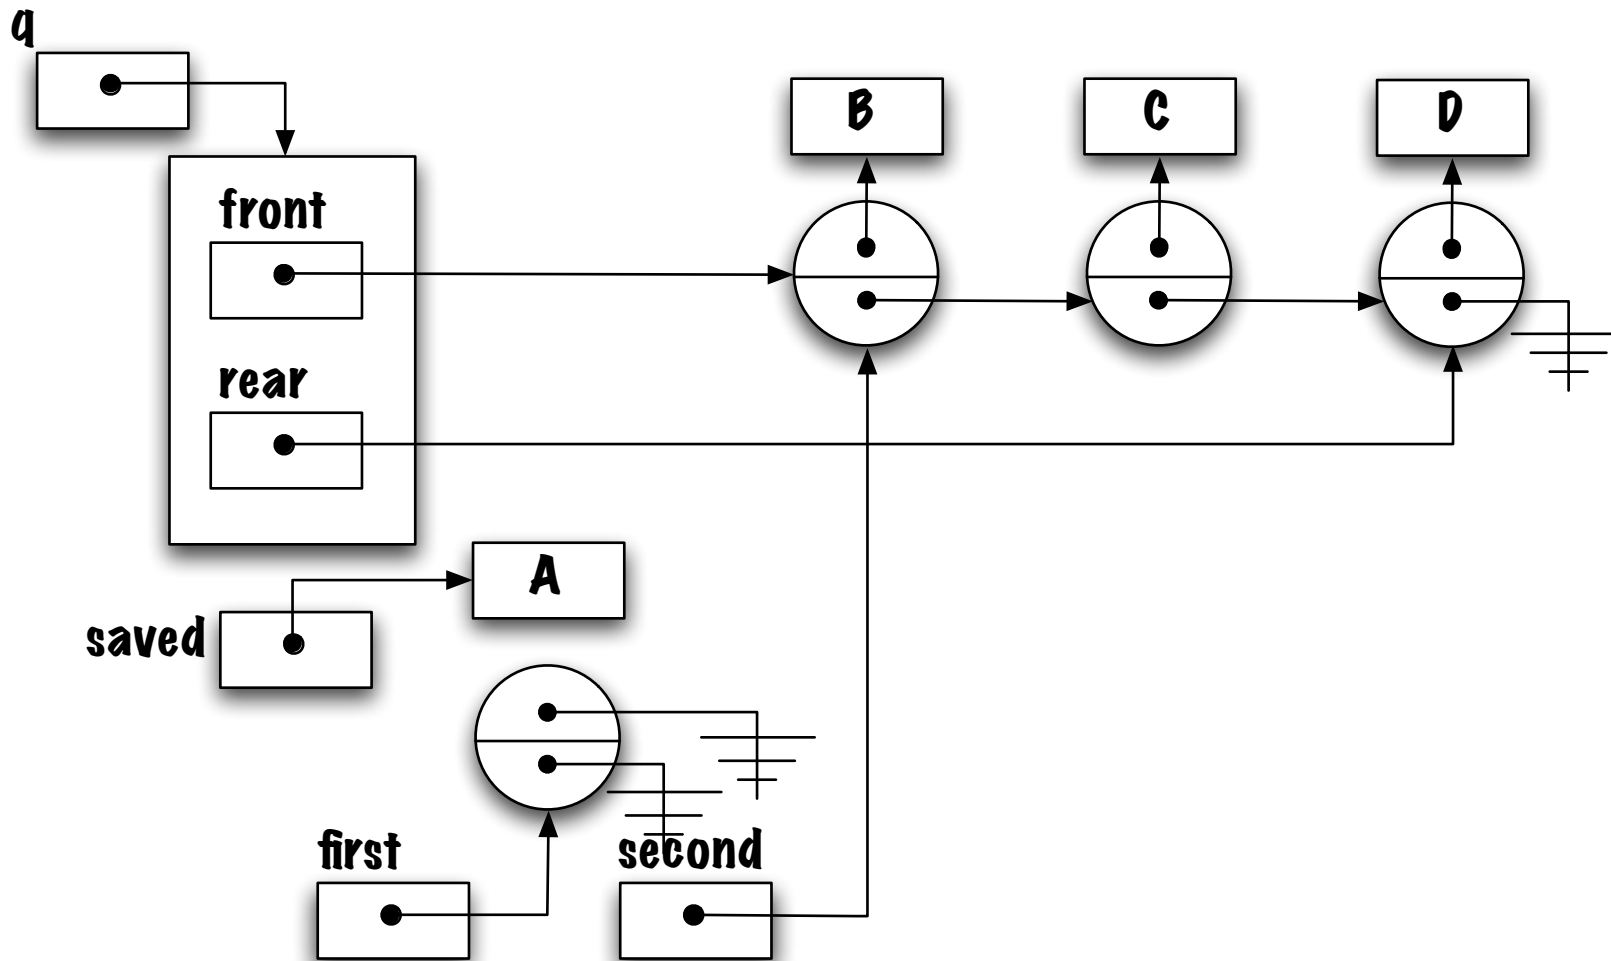 q
B
C
D
front
rear
A
saved
first
second